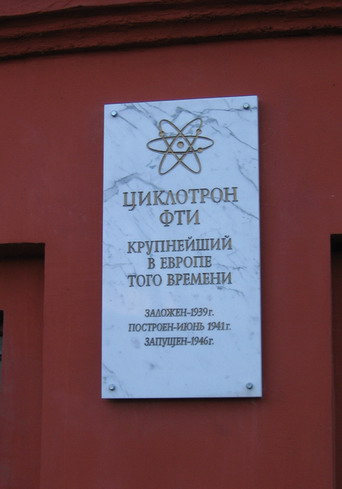 ЦИКЛОТРОН
ФТИ
КРУПНЕЙШИЙ
В ЕВРОПЕ
ТОГО ВРЕМЕНИ
ЗАЛОЖЕН-1939г.
ПОСТРОЕН-ИЮНЬ 1941г.
ЗАПУЩЕН-1946г.